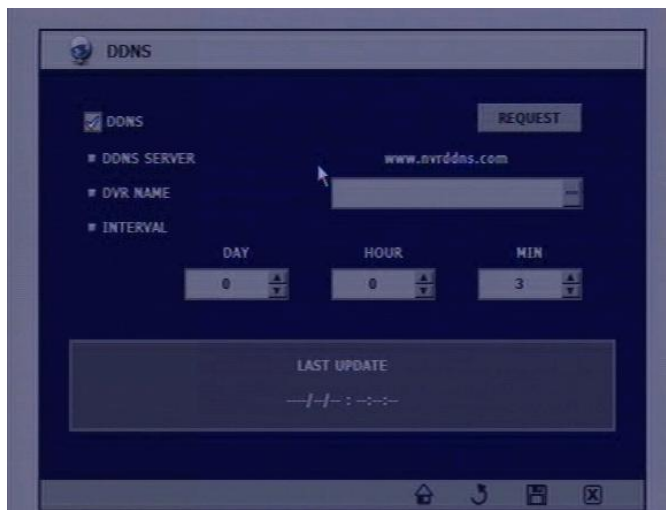 DDNS
DDNS REQUEST
DDNS SERVER www.nvrddns.com
DVR NAME
INTERVAL
DAY HOUR MIN
0 0 3
LAST UPDATE
----/--/-- : --:--:--